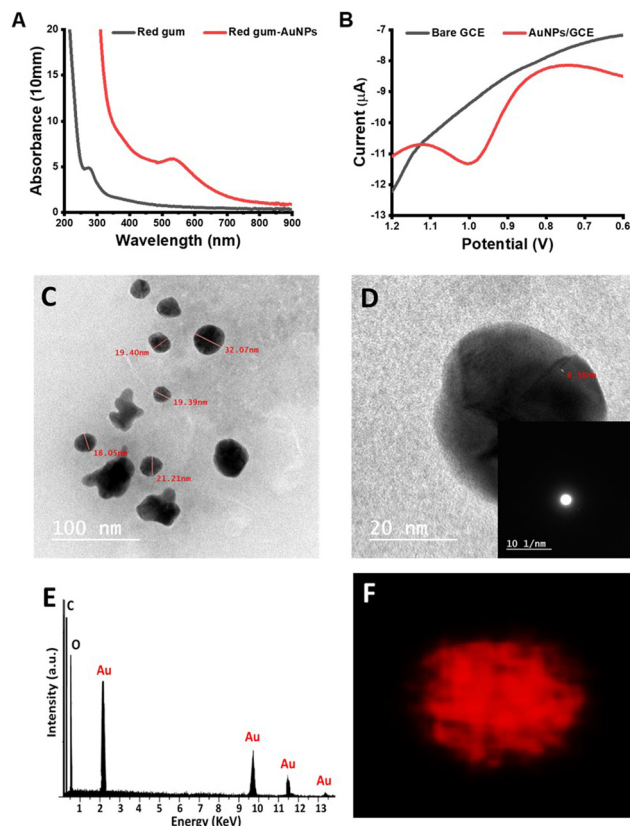 A
Red gum
Red gum-AuNPs
20
15
10
5
0
Absorbance (10mm)
200 300 400 500 600 700 800 900
Wavelength (nm)
B
Bare GCE
AuNPs/GCE
-7
-8
-9
-10
-11
-12
-13
Current (µA)
1.2 1.1 1.0 0.9 0.8 0.7 0.6
Potential (V)
C
19.40nm
32.07nm
19.39nm
18.05nm
21.21nm
100 nm
D
20 nm
10 1/nm
E
C
O
Au
Au
Au
Au
Intensity (a.u.)
1 2 3 4 5 6 7 8 9 10 11 12 13
Energy (KeV)
F